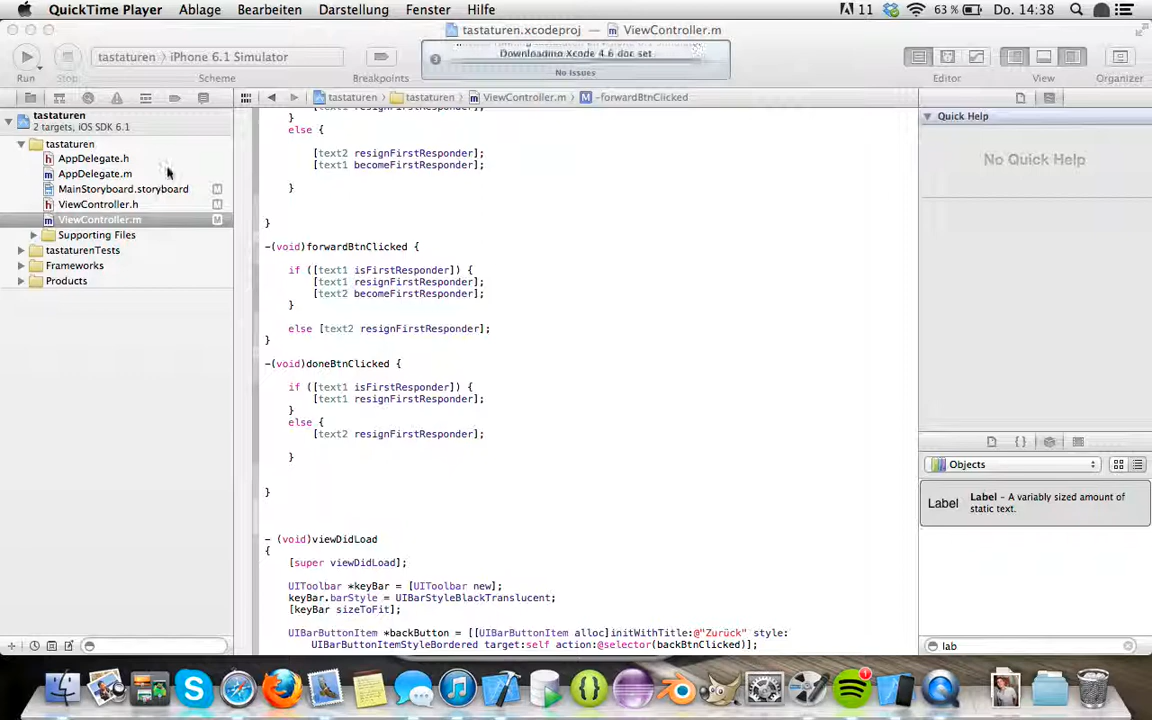 QuickTime Player Ablage Bearbeiten Darstellung Fenster Hilfe 11 63 % Do. 14:38
tastaturen.xcodeproj — ViewController.m
tastaturen > iPhone 6.1 Simulator
Downloading Xcode 4.6 doc set
No Issues
Run Stop Scheme Breakpoints Editor View Organizer
tastaturen tastaturen ViewController.m M -forwardBtnClicked
tastaturen
2 targets, iOS SDK 6.1
tastaturen
h AppDelegate.h
m AppDelegate.m
MainStoryboard.storyboard M
h ViewController.h M
m ViewController.m M
Supporting Files
tastaturenTests
Frameworks
Products
}
else {
[text2 resignFirstResponder];
[text1 becomeFirstResponder];
}
}
-(void)forwardBtnClicked {
if ([text1 isFirstResponder]) {
[text1 resignFirstResponder];
[text2 becomeFirstResponder];
}
else [text2 resignFirstResponder];
}
-(void)doneBtnClicked {
if ([text1 isFirstResponder]) {
[text1 resignFirstResponder];
}
else {
[text2 resignFirstResponder];
}
}
- (void)viewDidLoad
{
[super viewDidLoad];
UIToolbar *keyBar = [UIToolbar new];
keyBar.barStyle = UIBarStyleBlackTranslucent;
[keyBar sizeToFit];
UIBarButtonItem *backButton = [[UIBarButtonItem alloc]initWithTitle:@"Zurück" style:
UIBarButtonItemStyleBordered target:self action:@selector(backBtnClicked)];
Quick Help
No Quick Help
{ }
Objects
Label
Label - A variably sized amount of
static text.
lab